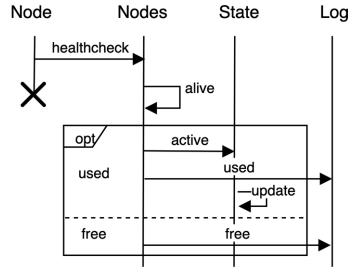 Node Nodes State Log
healthcheck
alive
opt
active
used
used
update
free
free